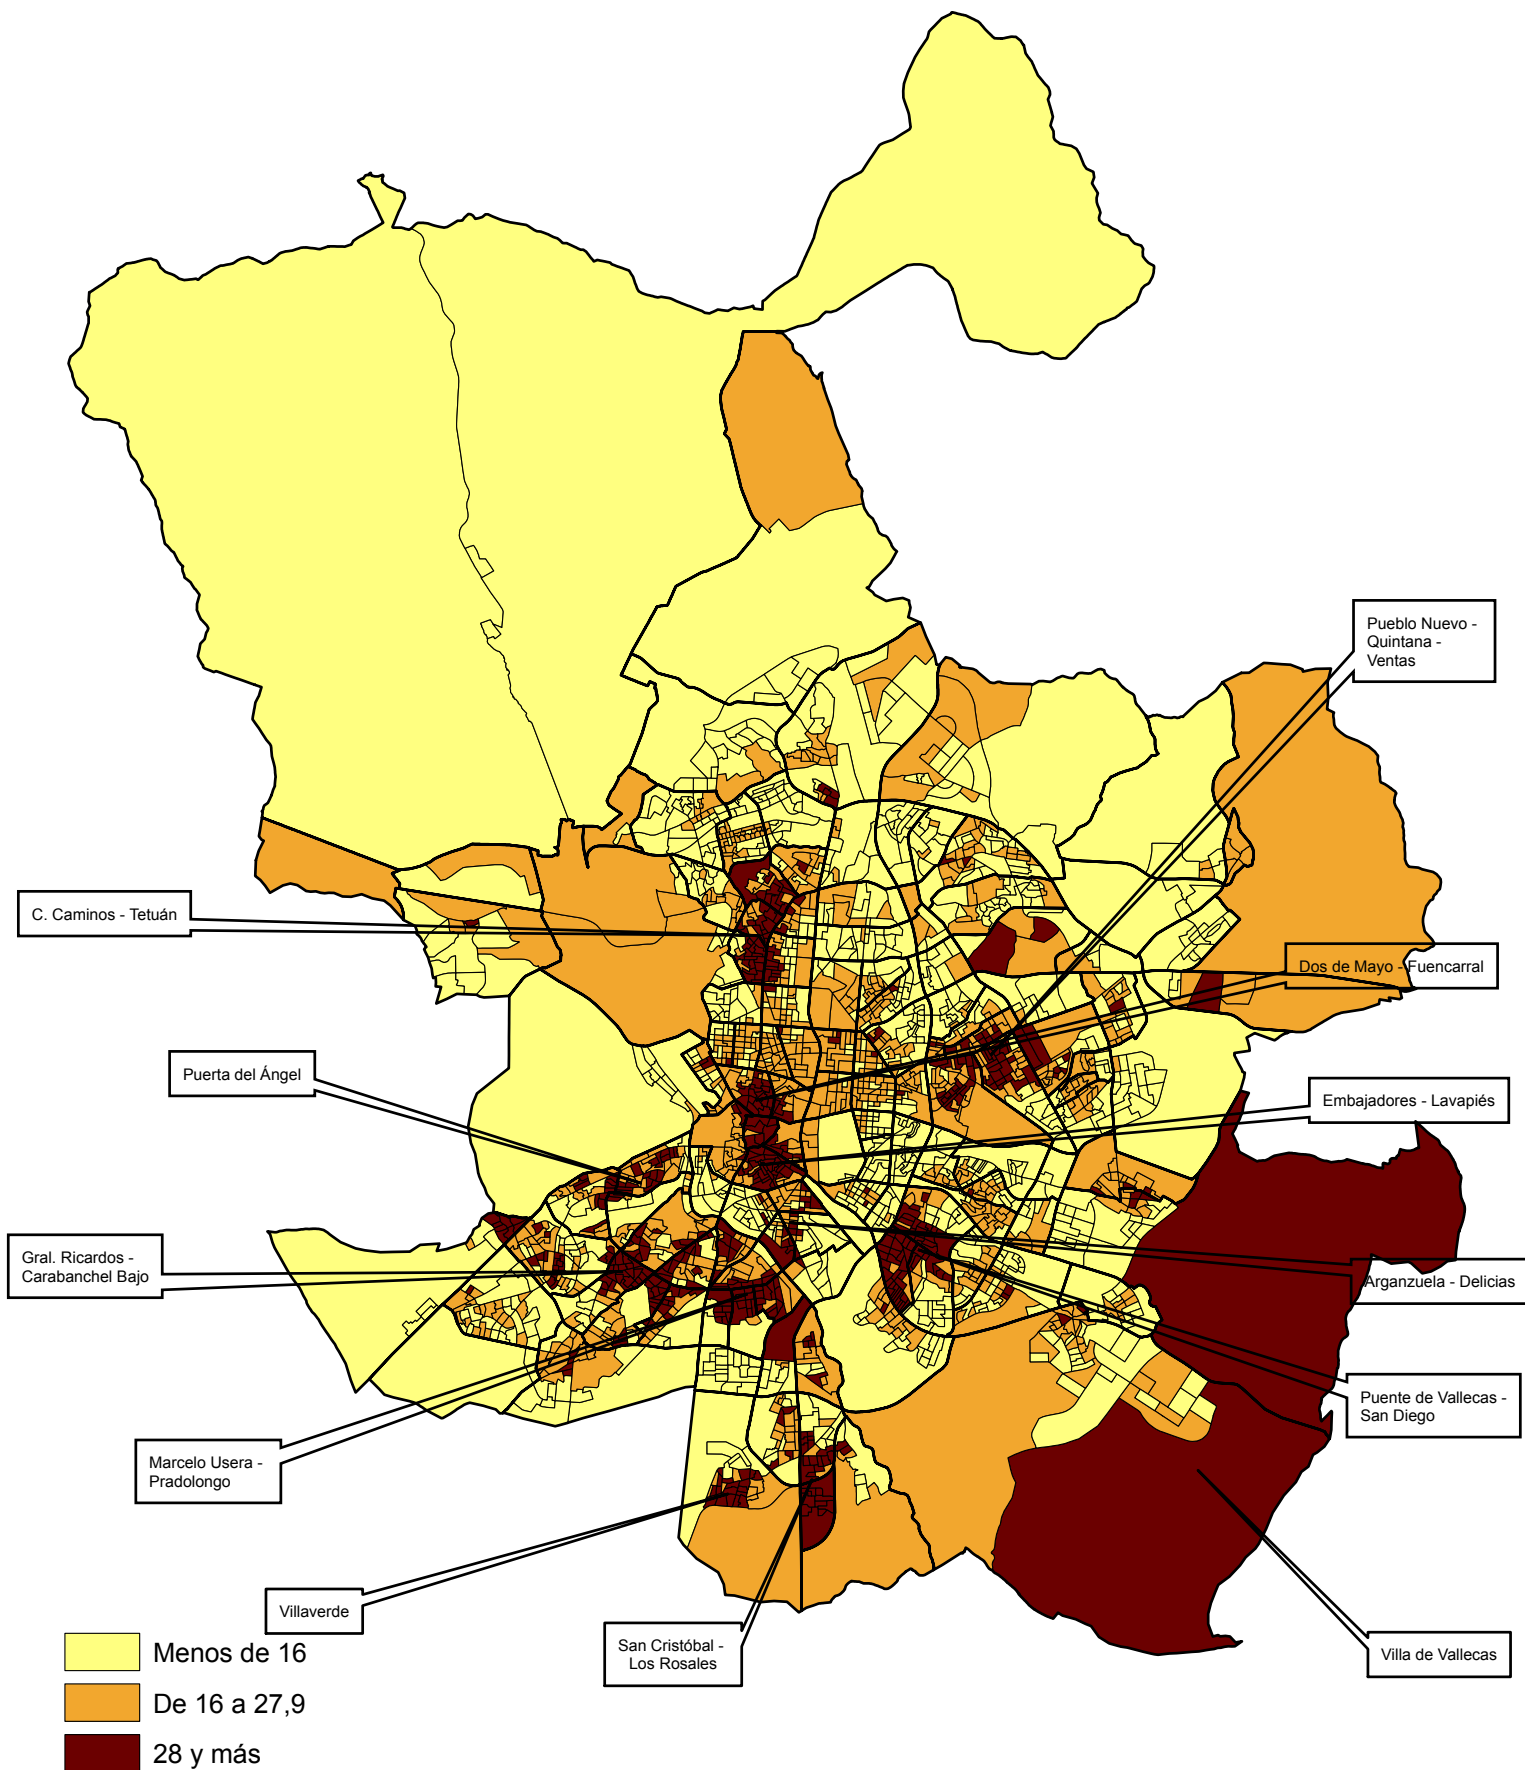 Pueblo Nuevo -
Quintana -
Ventas
C. Caminos - Tetuán
Dos de Mayo - Fuencarral
Puerta del Ángel
Embajadores - Lavapiés
Gral. Ricardos -
Carabanchel Bajo
Arganzuela - Delicias
Puente de Vallecas -
San Diego
Marcelo Usera -
Pradolongo
Villaverde
San Cristóbal -
Los Rosales
Villa de Vallecas
Menos de 16
De 16 a 27,9
28 y más